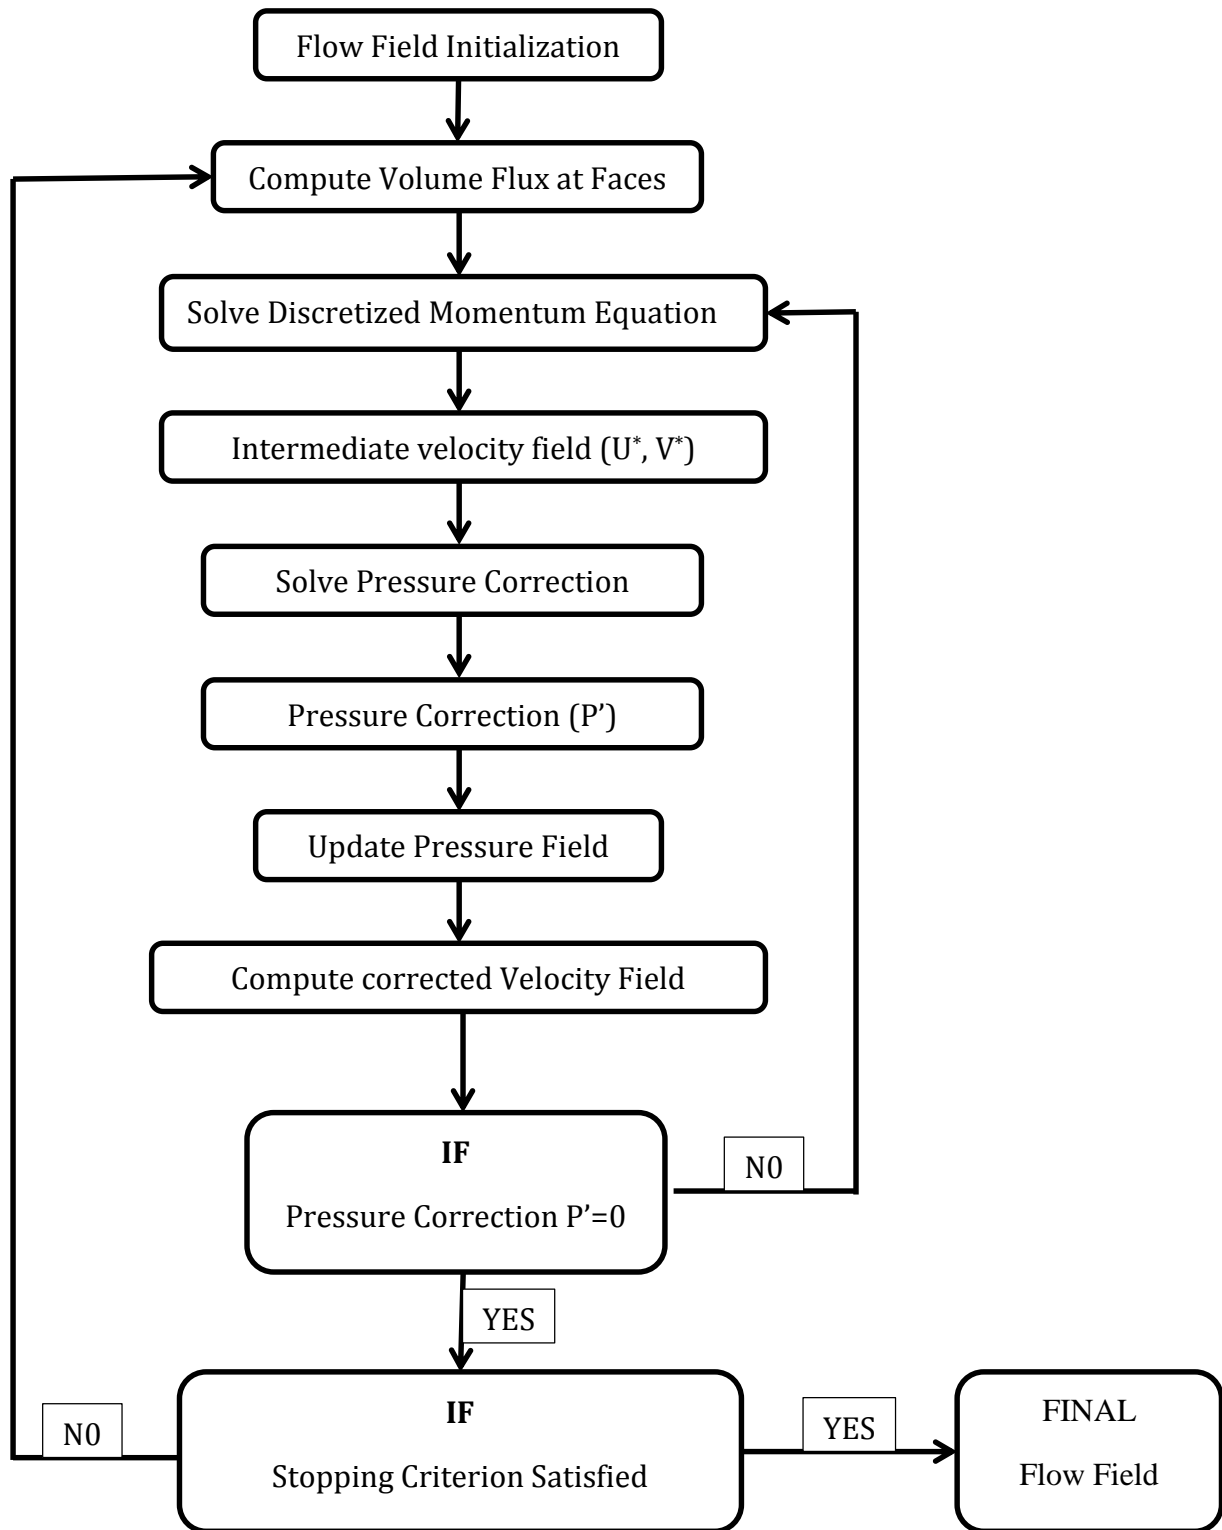 Flow Field Initialization
Compute Volume Flux at Faces
Solve Discretized Momentum Equation
Intermediate velocity field (U*, V*)
Solve Pressure Correction
Pressure Correction (P’)
Update Pressure Field
Compute corrected Velocity Field
IF
Pressure Correction P’=0
N0
YES
IF
Stopping Criterion Satisfied
N0
YES
FINAL
Flow Field